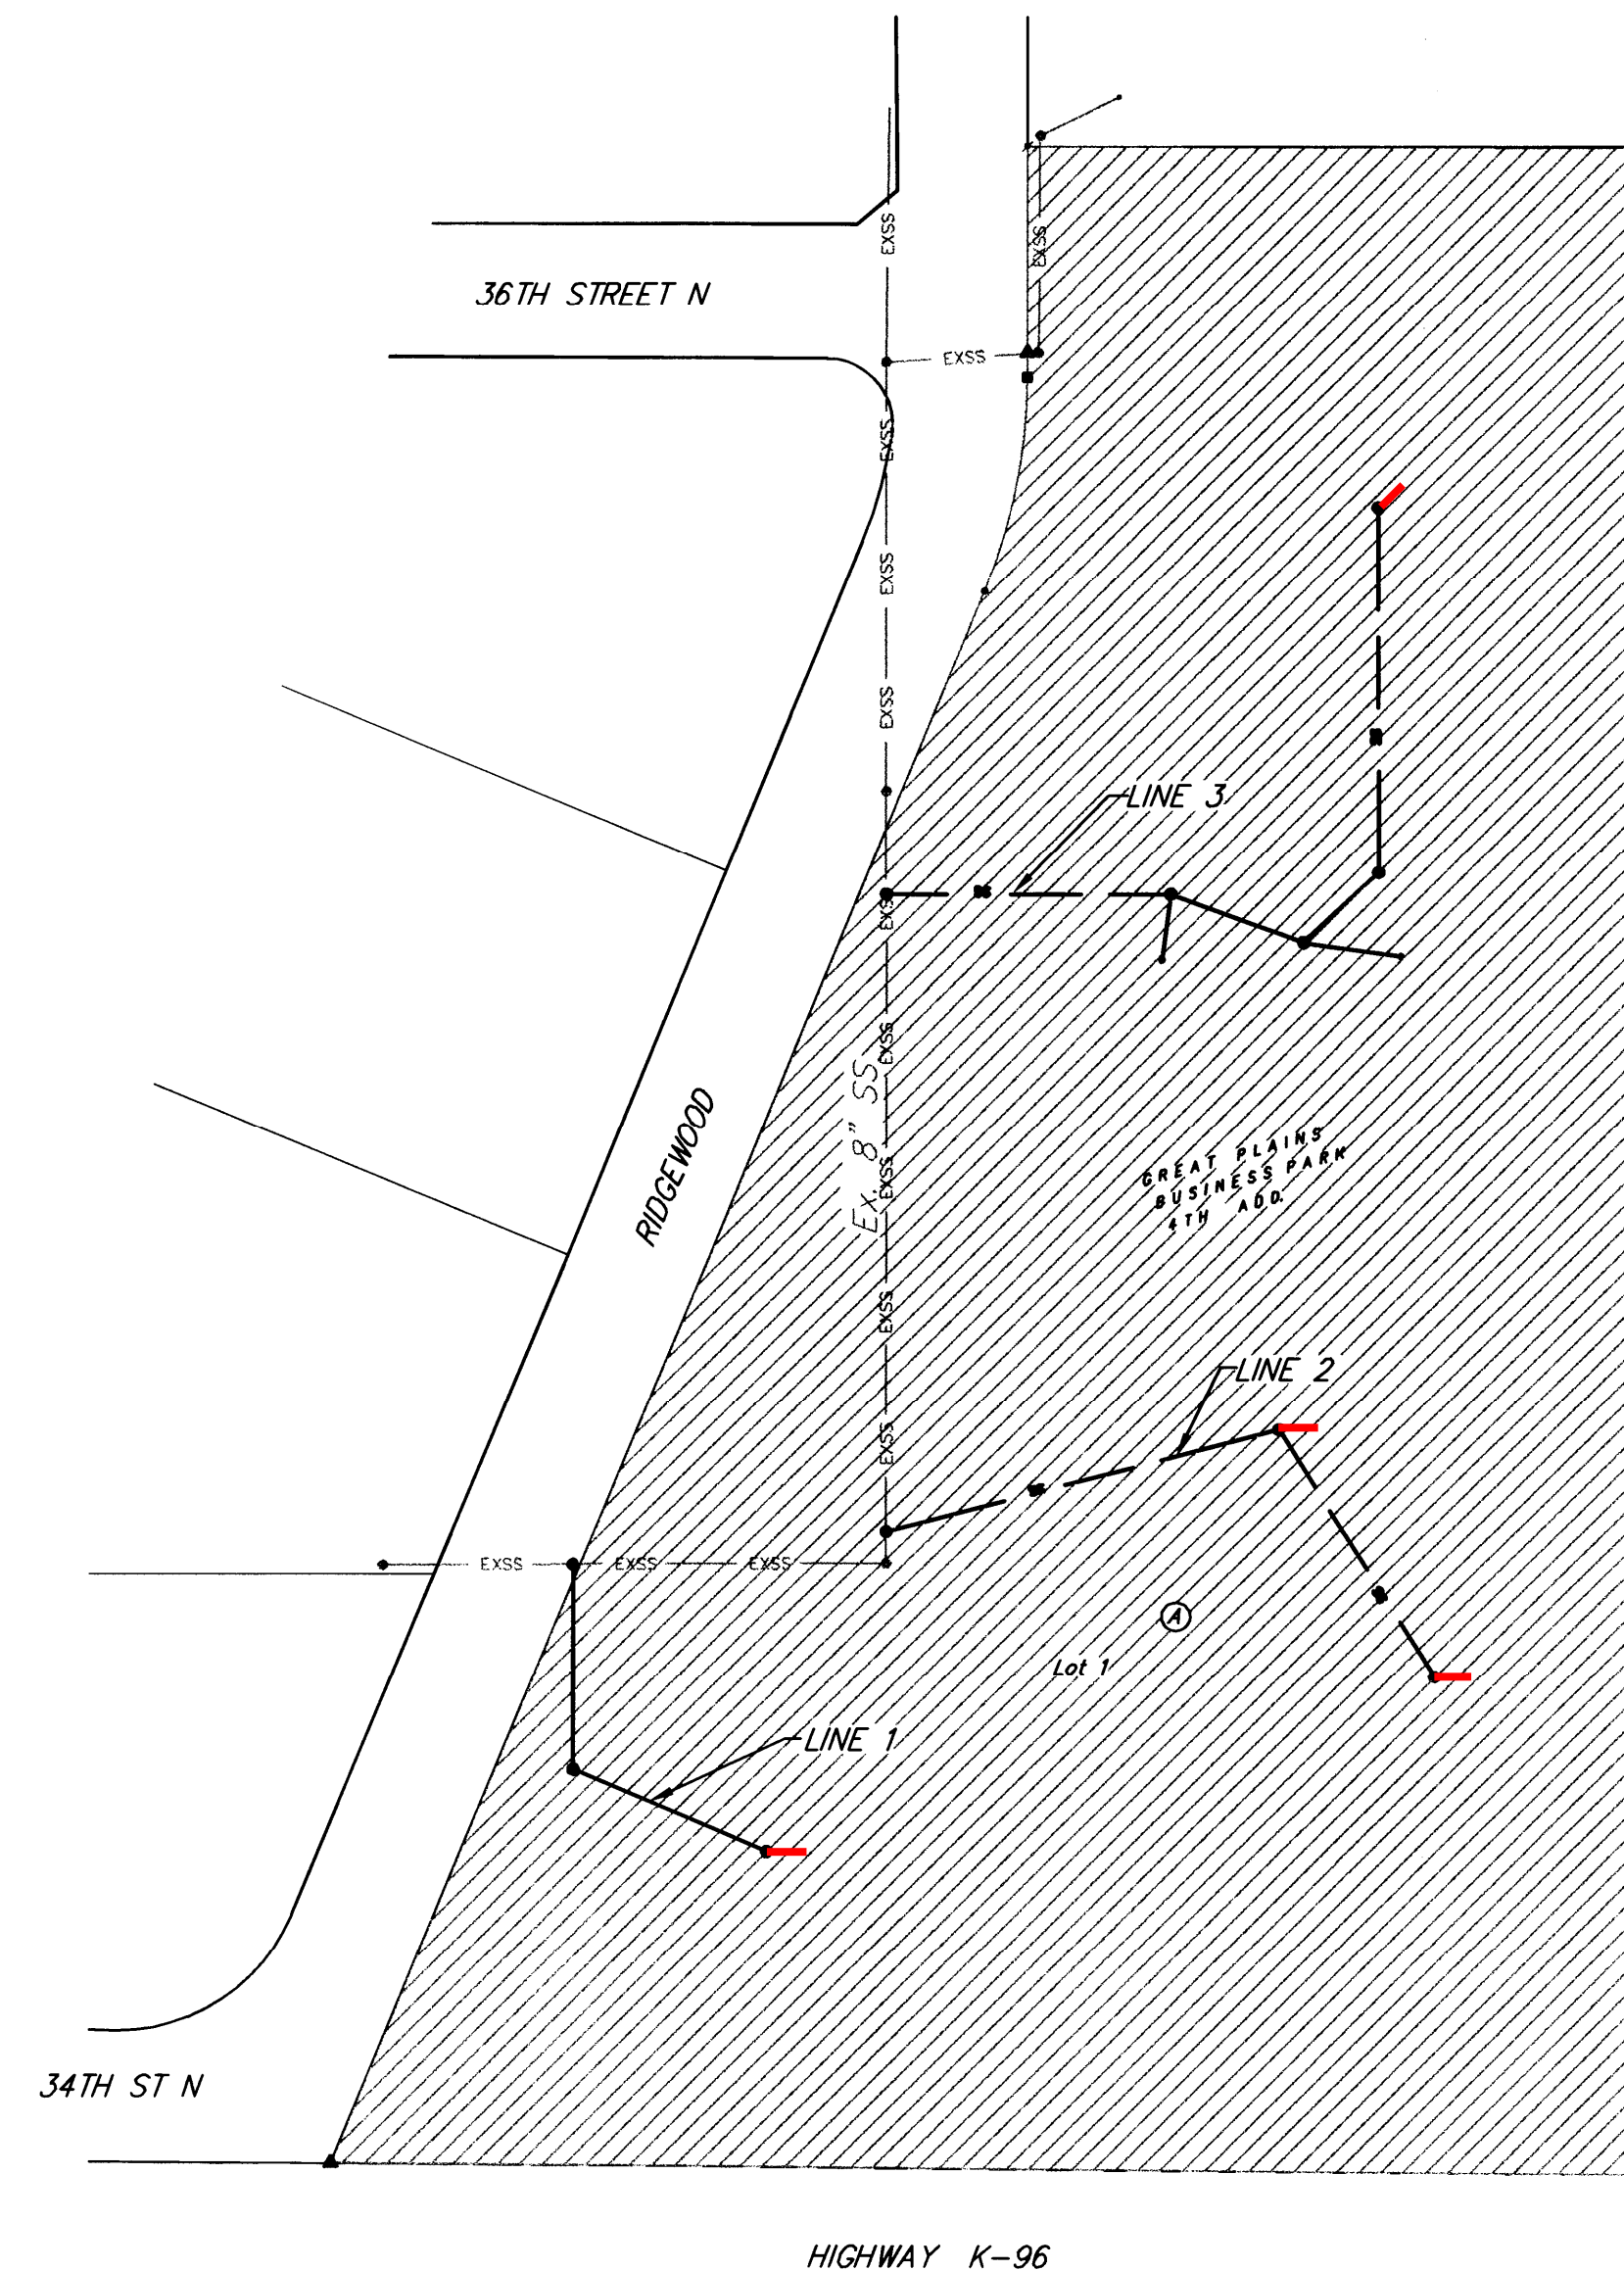 EXSS
EXSS
36TH STREET N
EXSS
EXSS
EXSS
EXSS
LINE 3
EXSS
EXSS
Ex. 8" SS
RIDGEWOOD
GREAT PLAINS
BUSINESS PARK
4TH ADD.
EXSS
EXSS
LINE 2
EXSS
EXSS EXSS EXSS
A
Lot 1
LINE 1
34TH ST N
HIGHWAY K-96